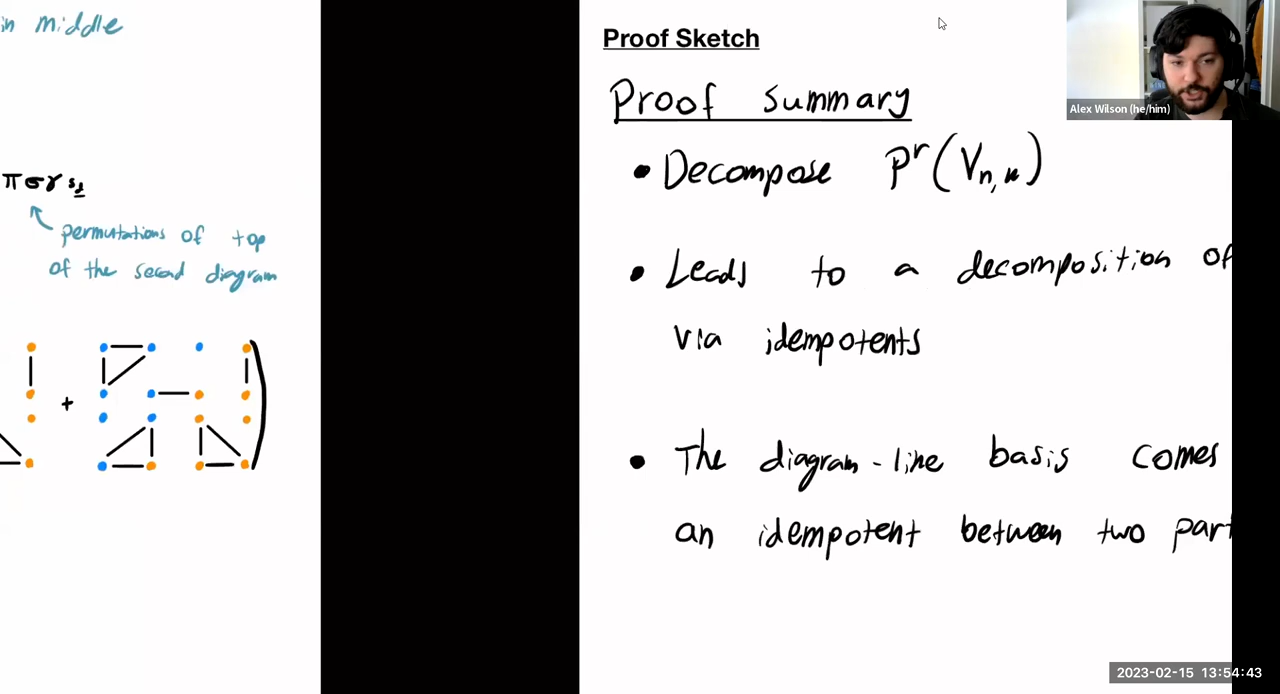 in middle
πσγ s
permutations of top
of the second diagram
+
Proof Sketch
Proof Summary
• Decompose Pʳ(Vₙ,ₖ)
• Leads to a decomposition of
via idempotents
• The diagram-like basis comes
an idempotent between two part
Alex Wilson (he/him)
2023-02-15 13:54:43